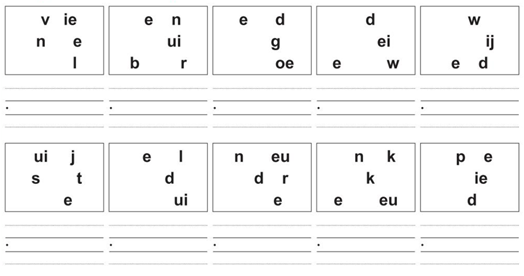 v ie e n e d d w
n e ui g ei ij
l b r oe e w e d
. . . . .
ui j e l n eu n k p e
s t d d r k ie
e ui e e eu d
. . . . .